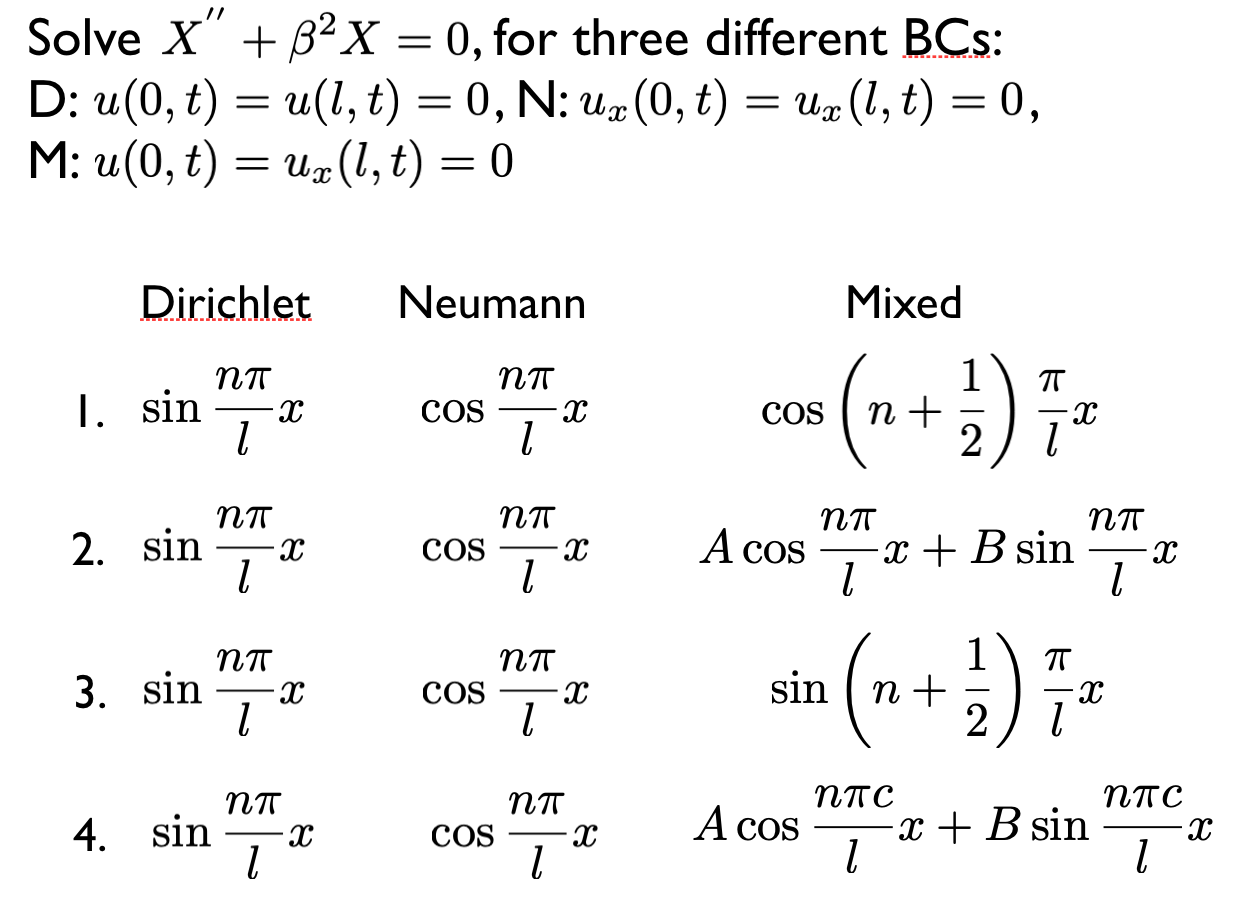 Solve $X'' + \beta^2 X = 0$, for three different BCs:
D: $u(0,t) = u(l,t) = 0$, N: $u_x(0,t) = u_x(l,t) = 0$,
M: $u(0,t) = u_x(l,t) = 0$
Dirichlet Neumann Mixed
1. $\sin \frac{n\pi}{l}x$ $\cos \frac{n\pi}{l}x$ $\cos \left(n + \frac{1}{2}\right) \frac{\pi}{l}x$
2. $\sin \frac{n\pi}{l}x$ $\cos \frac{n\pi}{l}x$ $A \cos \frac{n\pi}{l}x + B \sin \frac{n\pi}{l}x$
3. $\sin \frac{n\pi}{l}x$ $\cos \frac{n\pi}{l}x$ $\sin \left(n + \frac{1}{2}\right) \frac{\pi}{l}x$
4. $\sin \frac{n\pi}{l}x$ $\cos \frac{n\pi}{l}x$ $A \cos \frac{n\pi c}{l}x + B \sin \frac{n\pi c}{l}x$